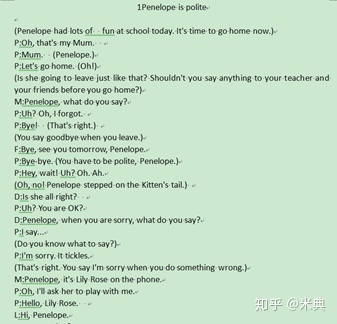 1Penelope is polite
(Penelope had lots of fun at school today. It's time to go home now.)
P:Oh, that's my Mum.
P:Mum. (Penelope.)
P:Let's go home. (Oh!)
(Is she going to leave just like that? Shouldn't you say anything to your teacher and
your friends before you go home?)
M:Penelope, what do you say?
P:Uh? Oh, I forgot.
P:Bye! (That's right.)
(You say goodbye when you leave.)
F:Bye, see you tomorrow, Penelope.
P:Bye-bye. (You have to be polite, Penelope.)
P:Hey, wait! Uh? Oh. Ah.
(Oh, no! Penelope stepped on the Kitten's tail.)
D:Is she all right?
P:Uh? You are OK?
D:Penelope, when you are sorry, what do you say?
P:I say...
(Do you know what to say?)
P:I'm sorry. It tickles.
(That's right. You say I'm sorry when you do something wrong.)
M:Penelope, it's Lily Rose on the phone.
P:Oh, I'll ask her to play with me.
P:Hello, Lily Rose.
L:Hi, Penelope.
知乎 @米典